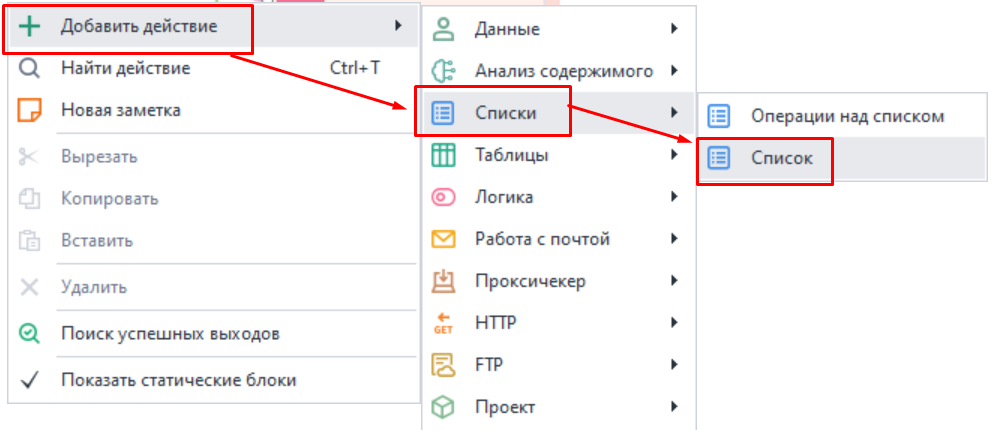 Добавить действие
Найти действие Ctrl+T
Новая заметка
Вырезать
Копировать
Вставить
Удалить
Поиск успешных выходов
Показать статические блоки
Данные
Анализ содержимого
Списки
Таблицы
Логика
Работа с почтой
Проксичекер
GET HTTP
FTP
Проект
Операции над списком
Список